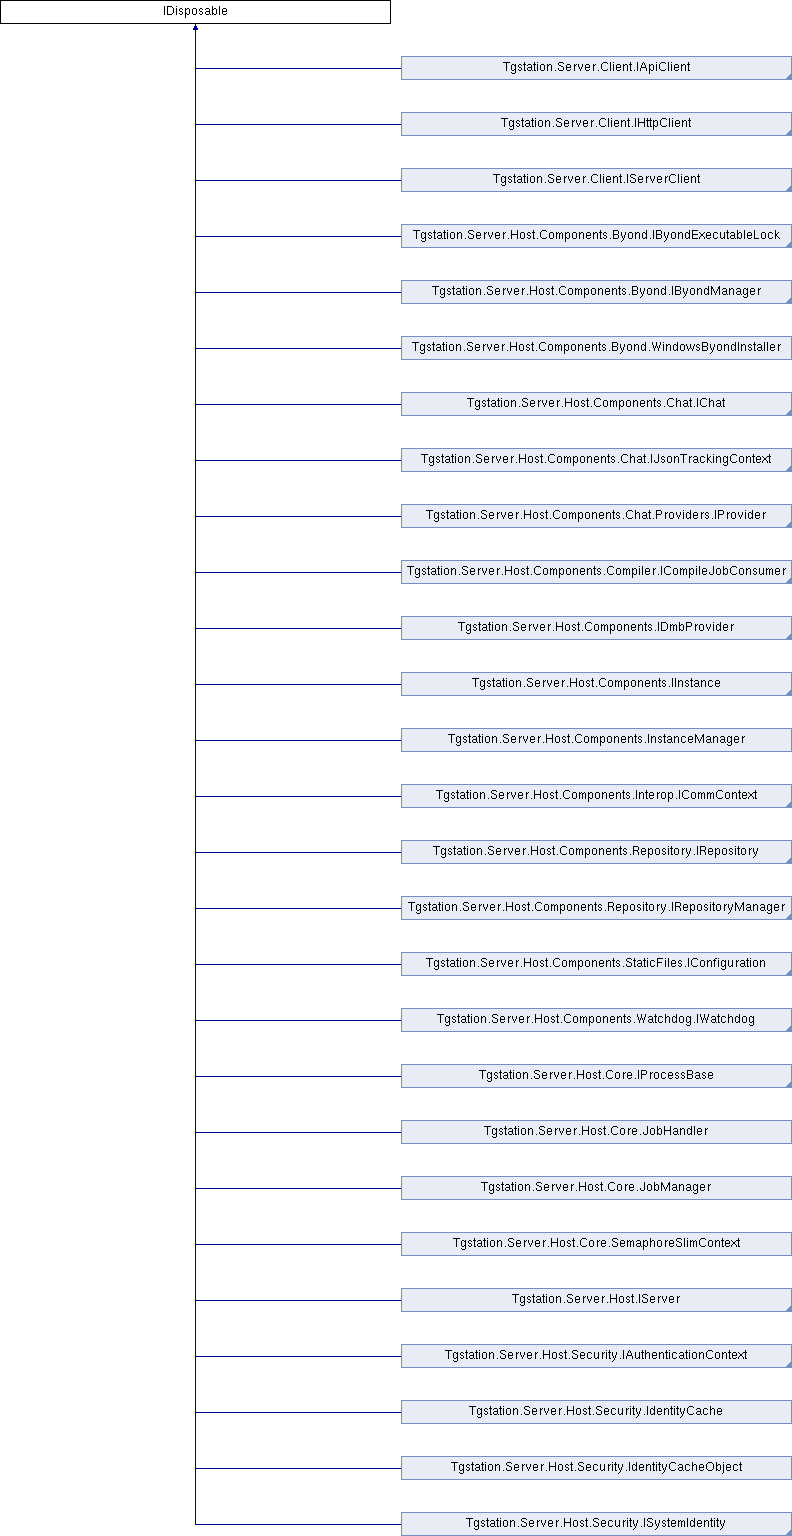 IDisposable
Tgstation.Server.Client.IApiClient
Tgstation.Server.Client.IHttpClient
Tgstation.Server.Client.IServerClient
Tgstation.Server.Host.Components.Byond.IByondExecutableLock
Tgstation.Server.Host.Components.Byond.IByondManager
Tgstation.Server.Host.Components.Byond.WindowsByondInstaller
Tgstation.Server.Host.Components.Chat.IChat
Tgstation.Server.Host.Components.Chat.IJsonTrackingContext
Tgstation.Server.Host.Components.Chat.Providers.IProvider
Tgstation.Server.Host.Components.Compiler.ICompileJobConsumer
Tgstation.Server.Host.Components.IDmbProvider
Tgstation.Server.Host.Components.IInstance
Tgstation.Server.Host.Components.InstanceManager
Tgstation.Server.Host.Components.Interop.ICommContext
Tgstation.Server.Host.Components.Repository.IRepository
Tgstation.Server.Host.Components.Repository.IRepositoryManager
Tgstation.Server.Host.Components.StaticFiles.IConfiguration
Tgstation.Server.Host.Components.Watchdog.IWatchdog
Tgstation.Server.Host.Core.IProcessBase
Tgstation.Server.Host.Core.JobHandler
Tgstation.Server.Host.Core.JobManager
Tgstation.Server.Host.Core.SemaphoreSlimContext
Tgstation.Server.Host.IServer
Tgstation.Server.Host.Security.IAuthenticationContext
Tgstation.Server.Host.Security.IdentityCache
Tgstation.Server.Host.Security.IdentityCacheObject
Tgstation.Server.Host.Security.ISystemIdentity